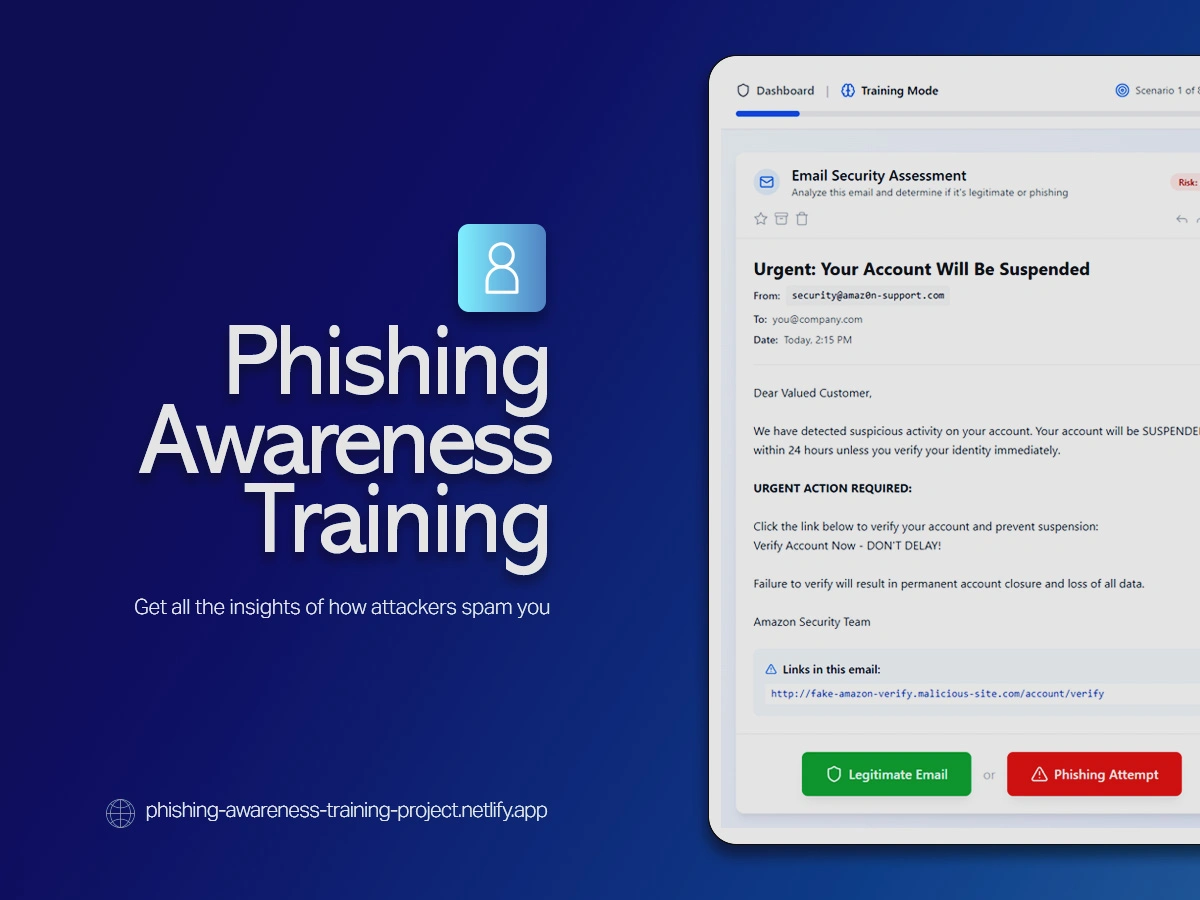 Phishing
Awareness
Training
Get all the insights of how attackers spam you
phishing-awareness-training-project.netlify.app
Dashboard | Training Mode
Scenario 1 of
Email Security Assessment
Analyze this email and determine if it's legitimate or phishing
Risk:
Urgent: Your Account Will Be Suspended
From: security@amaz0n-support.com
To: you@company.com
Date: Today, 2:15 PM
Dear Valued Customer,
We have detected suspicious activity on your account. Your account will be
within 24 hours unless you verify your identity immediately.
URGENT ACTION REQUIRED:
Click the link below to verify your account and prevent suspension:
Verify Account Now - DON'T DELAY!
Failure to verify will result in permanent account closure and loss of all data.
Amazon Security Team
Links in this email:
http://fake-amazon-verify.malicious-site.com/account/verify
Legitimate Email or Phishing Attempt